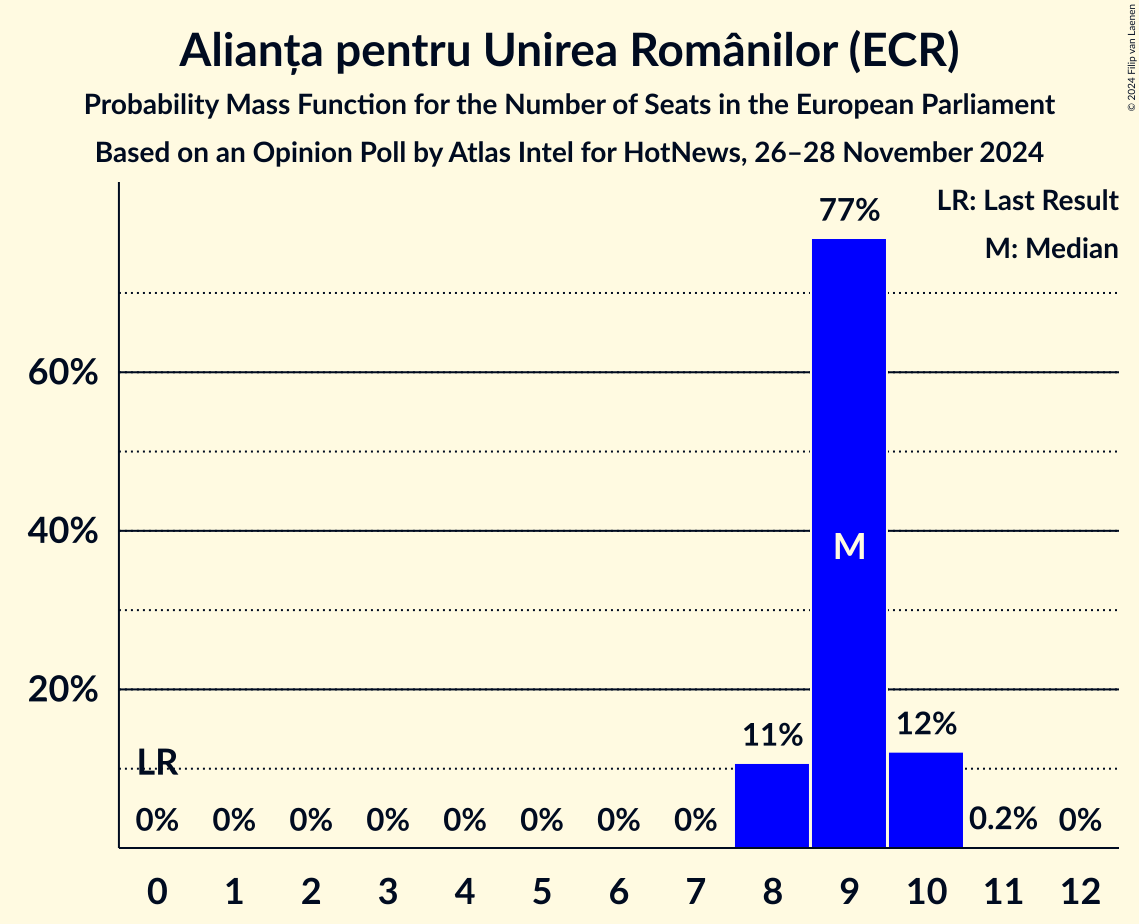 Alianța pentru Unirea Românilor (ECR)
Probability Mass Function for the Number of Seats in the European Parliament
Based on an Opinion Poll by Atlas Intel for HotNews, 26–28 November 2024
© 2024 Filip van Laenen
LR: Last Result
M: Median
77%
60%
40%
M
20%
12%
11%
LR
0% 0% 0% 0% 0% 0% 0% 0% 0.2% 0%
0 1 2 3 4 5 6 7 8 9 10 11 12